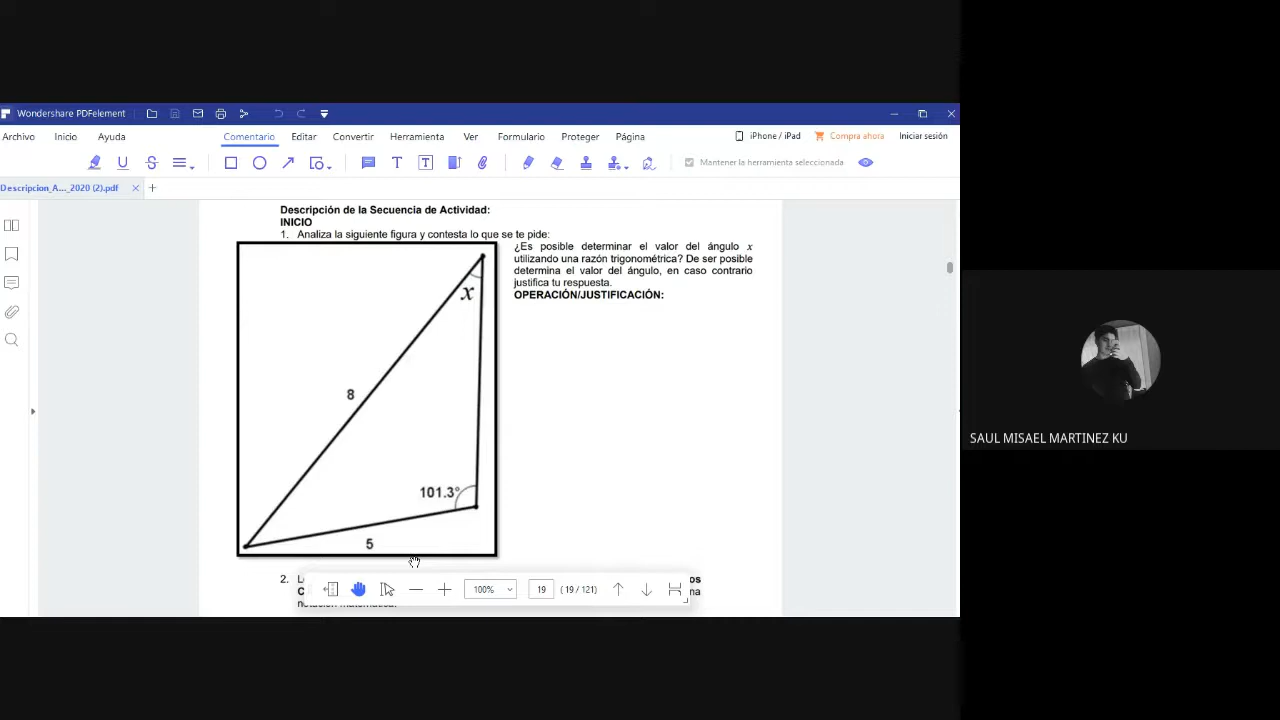 Wondershare PDFelement
Archivo Inicio Ayuda Comentario Editar Convertir Herramienta Ver Formulario Proteger Página iPhone / iPad Compra ahora Iniciar sesión
Mantener la herramienta seleccionada
Descripcion_A..._2020 (2).pdf
Descripción de la Secuencia de Actividad:
INICIO
1. Analiza la siguiente figura y contesta lo que se te pide:
¿Es posible determinar el valor del ángulo x
utilizando una razón trigonométrica? De ser posible
determina el valor del ángulo, en caso contrario
justifica tu respuesta.
OPERACIÓN/JUSTIFICACIÓN:
x
8
101.3°
5
2.
100% 19 ( 19 / 121)
SAUL MISAEL MARTINEZ KU